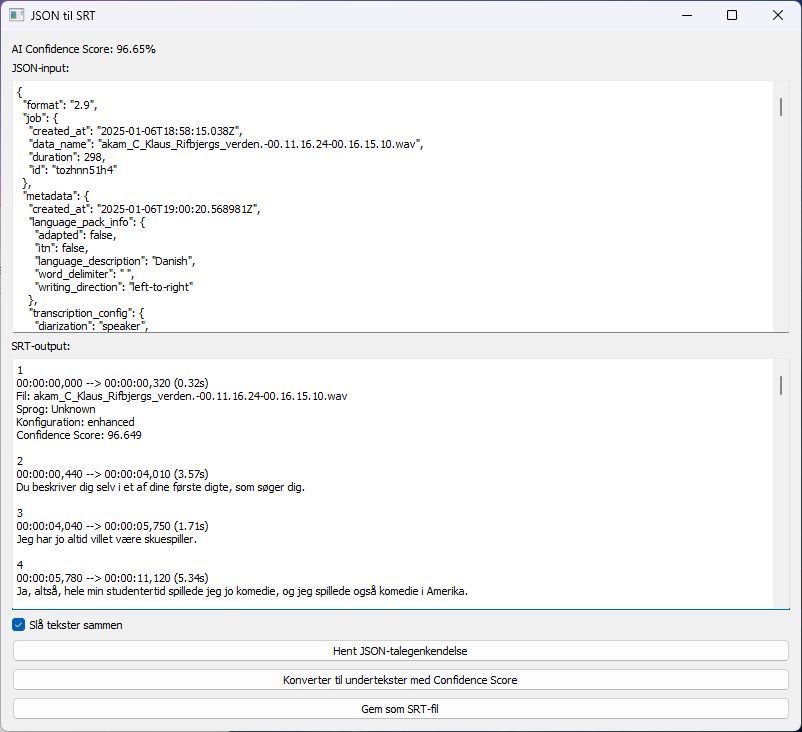 JSON til SRT
AI Confidence Score: 96.65%
JSON-input:
{
"format": "2.9",
"job": {
"created_at": "2025-01-06T18:58:15.038Z",
"data_name": "akam_C_Klaus_Rifbjergs_verden.-00.11.16.24-00.16.15.10.wav",
"duration": 298,
"id": "tozhnn51h4"
},
"metadata": {
"created_at": "2025-01-06T19:00:20.568981Z",
"language_pack_info": {
"adapted": false,
"itn": false,
"language_description": "Danish",
"word_delimiter": " ",
"writing_direction": "left-to-right"
},
"transcription_config": {
"diarization": "speaker",
SRT-output:
1
00:00:00,000 --> 00:00:00,320 (0.32s)
Fil: akam_C_Klaus_Rifbjergs_verden.-00.11.16.24-00.16.15.10.wav
Sprog: Unknown
Konfiguration: enhanced
Confidence Score: 96.649
2
00:00:00,440 --> 00:00:04,010 (3.57s)
Du beskriver dig selv i et af dine første digte, som søger dig.
3
00:00:04,040 --> 00:00:05,750 (1.71s)
Jeg har jo altid villet være skuespiller.
4
00:00:05,780 --> 00:00:11,120 (5.34s)
Ja, altså, hele min studentertid spillede jeg jo komedie, og jeg spillede også komedie i Amerika.
Slå tekster sammen
Hent JSON-talegenkendelse
Konverter til undertekster med Confidence Score
Gem som SRT-fil